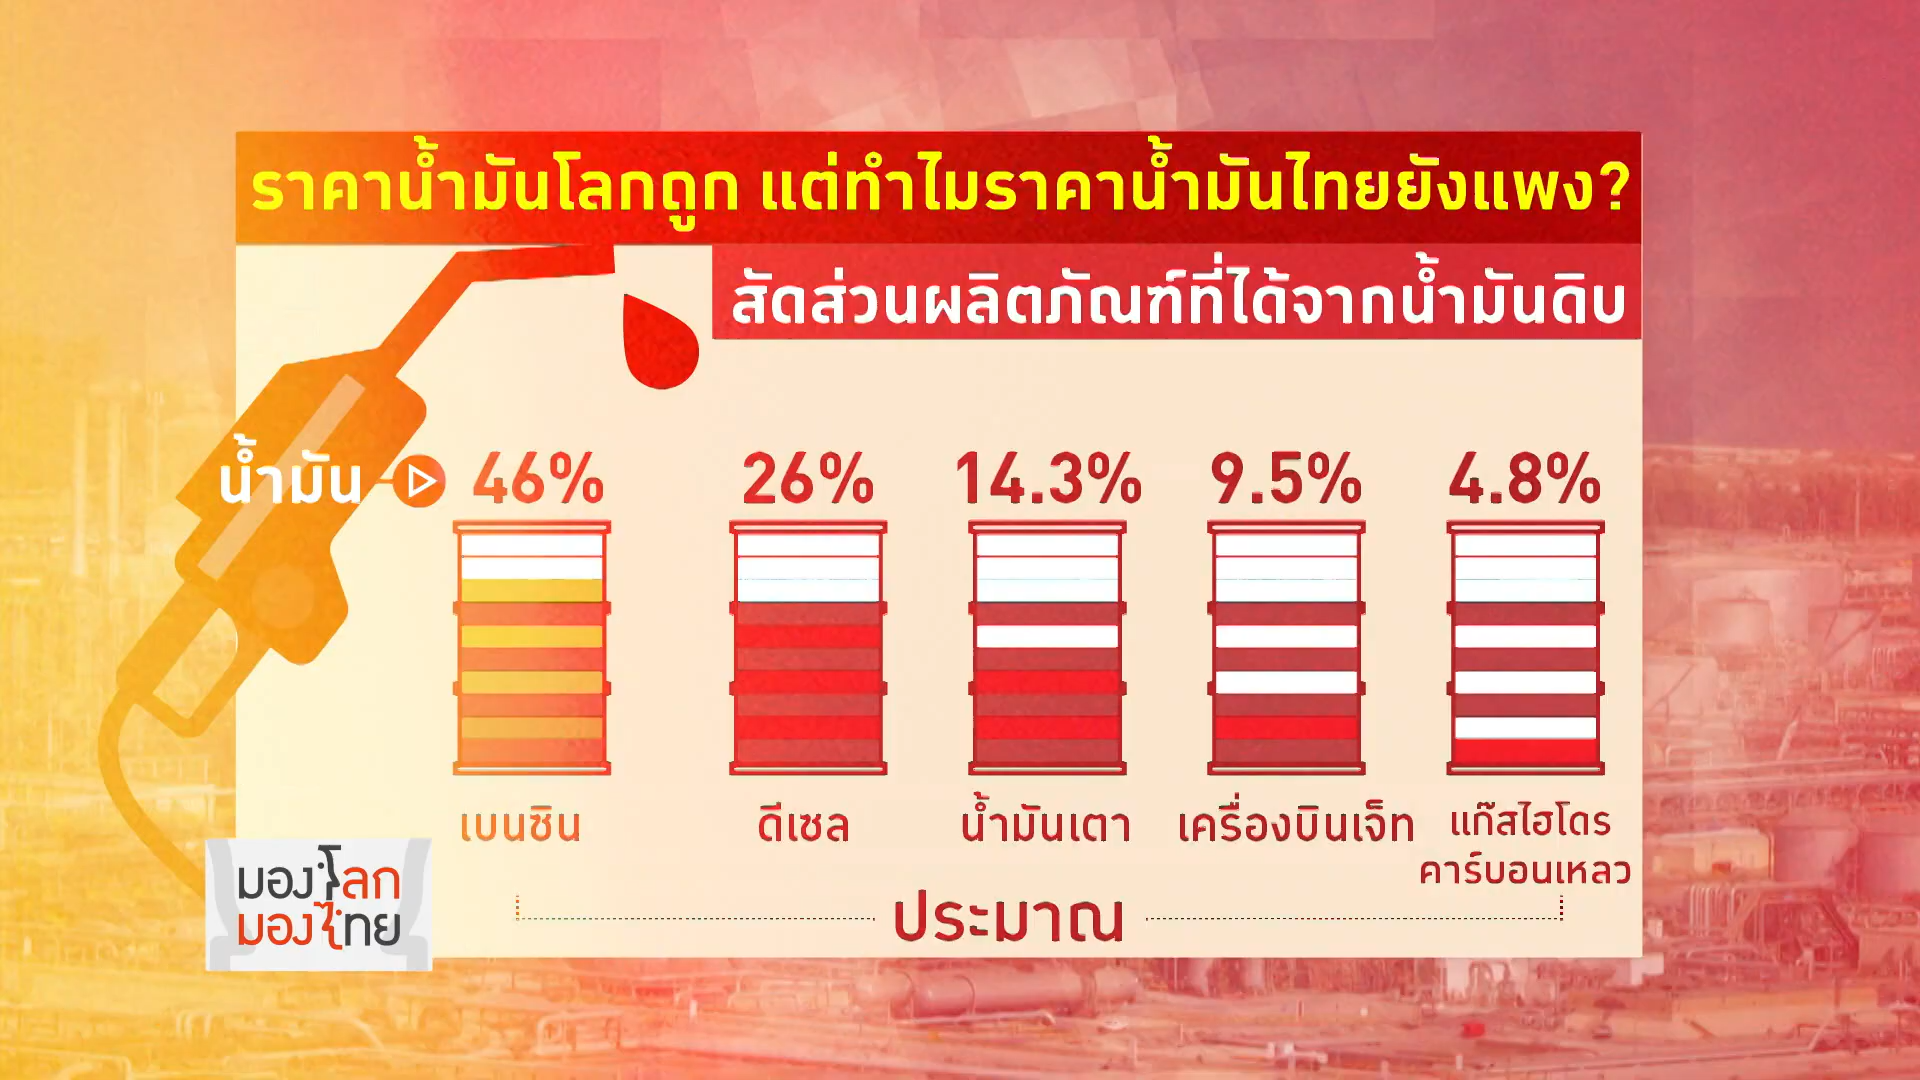 ราคาน้ำมันโลกถูก แต่ทำไมราคาน้ำมันไทยยังแพง?
สัดส่วนผลิตภัณฑ์ที่ได้จากน้ำมันดิบ
น้ำมัน 46% 26% 14.3% 9.5% 4.8%
เบนซิน ดีเซล น้ำมันเตา เครื่องบินเจ็ท แก๊สไฮโดร
คาร์บอนเหลว
ประมาณ
มองโลก
มองไทย